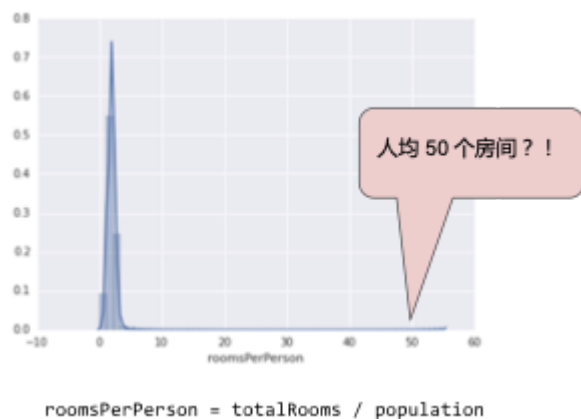 0.8
0.7
0.6
0.5
0.4
0.3
0.2
0.1
0.0
人均 50 个房间？！
-10 0 10 20 30 40 50 60
roomsPerPerson
roomsPerPerson = totalRooms / population